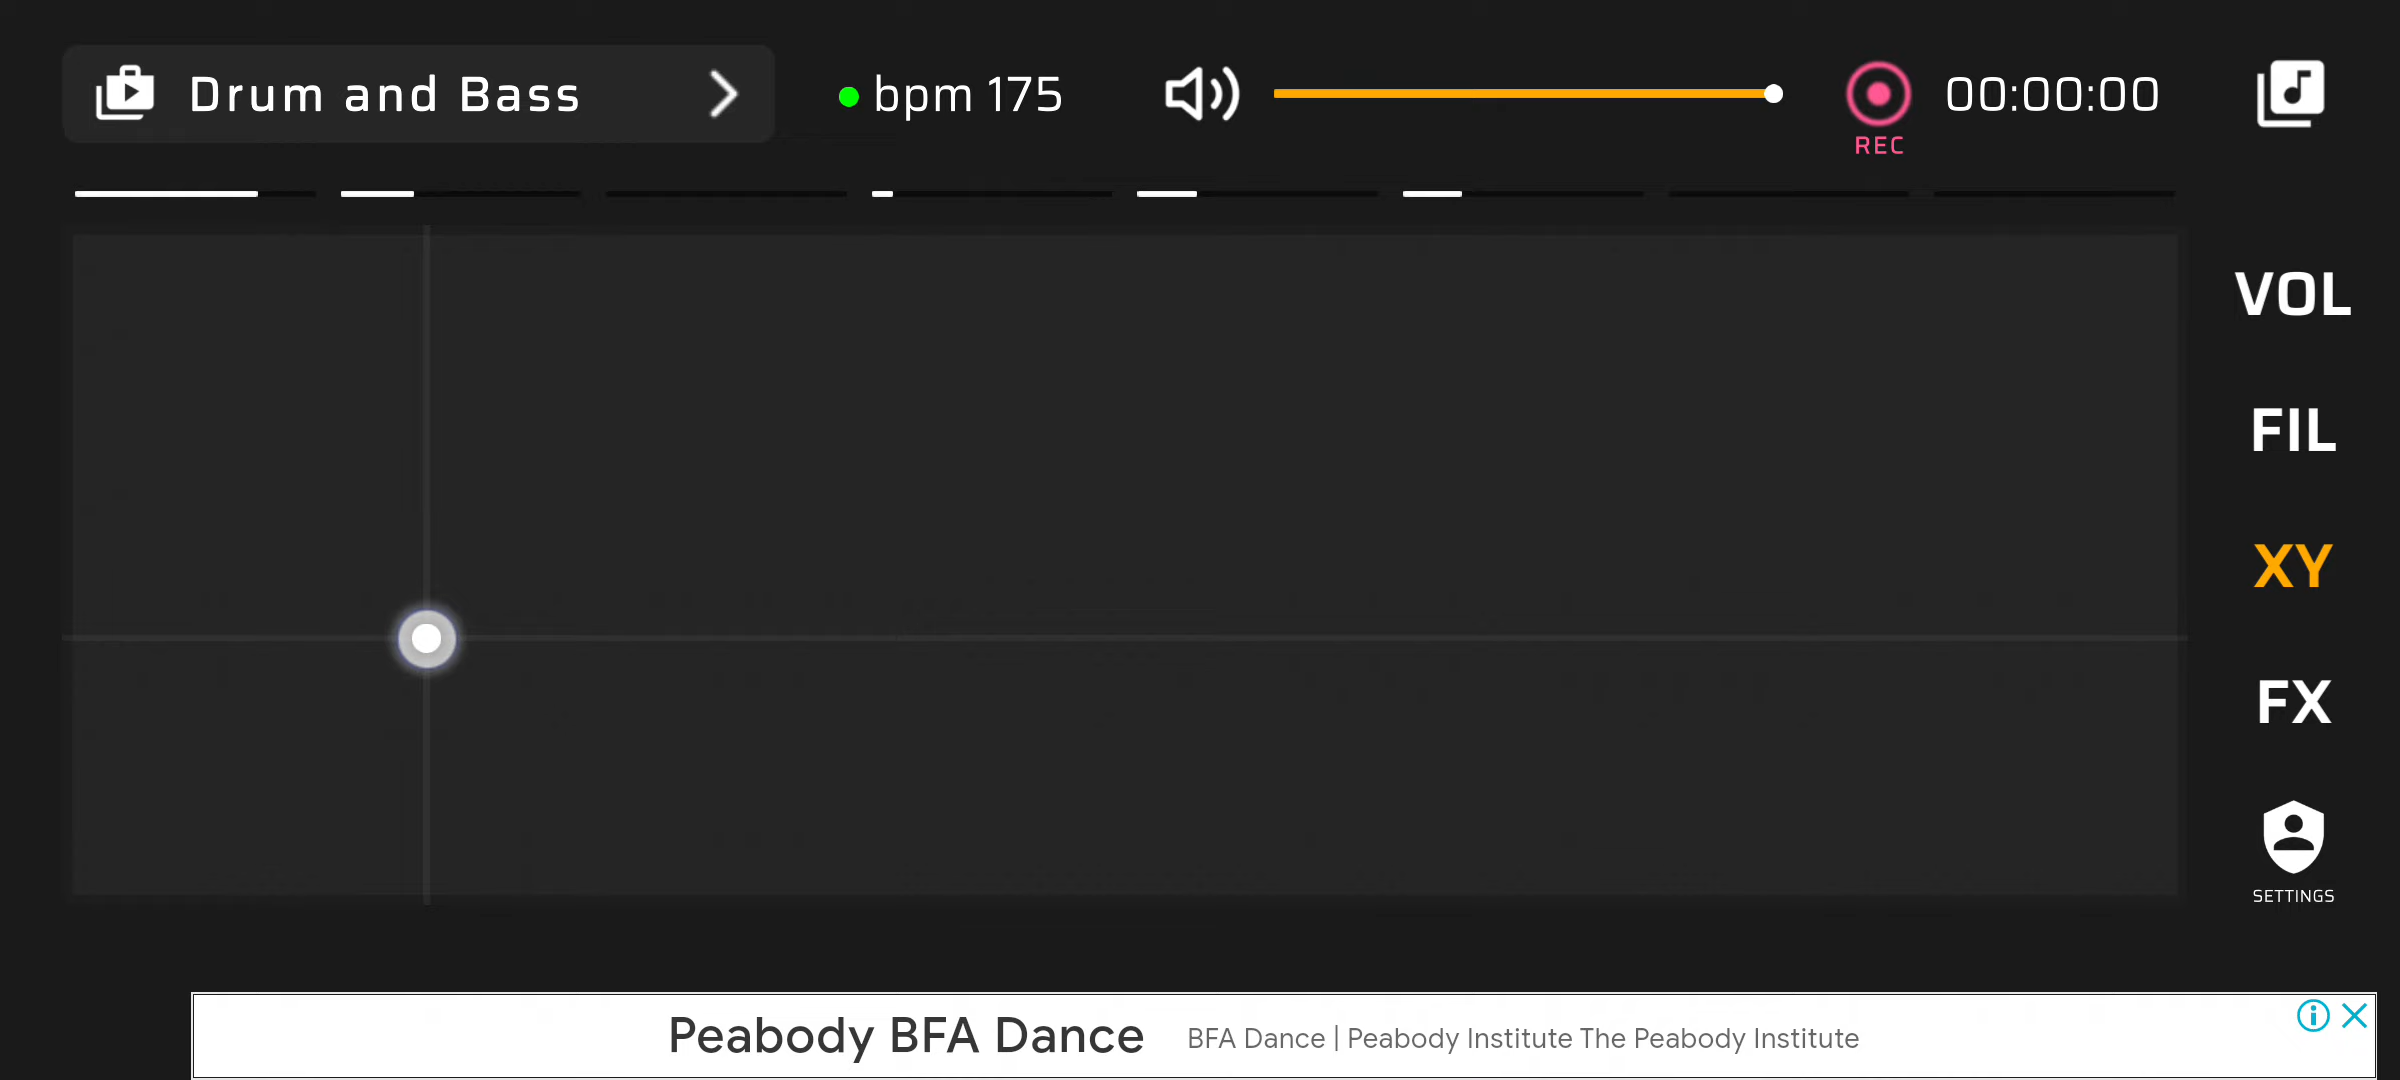 Drum and Bass
bpm 175
REC
00:00:00
VOL
FIL
XY
FX
SETTINGS
Peabody BFA Dance
BFA Dance | Peabody Institute The Peabody Institute